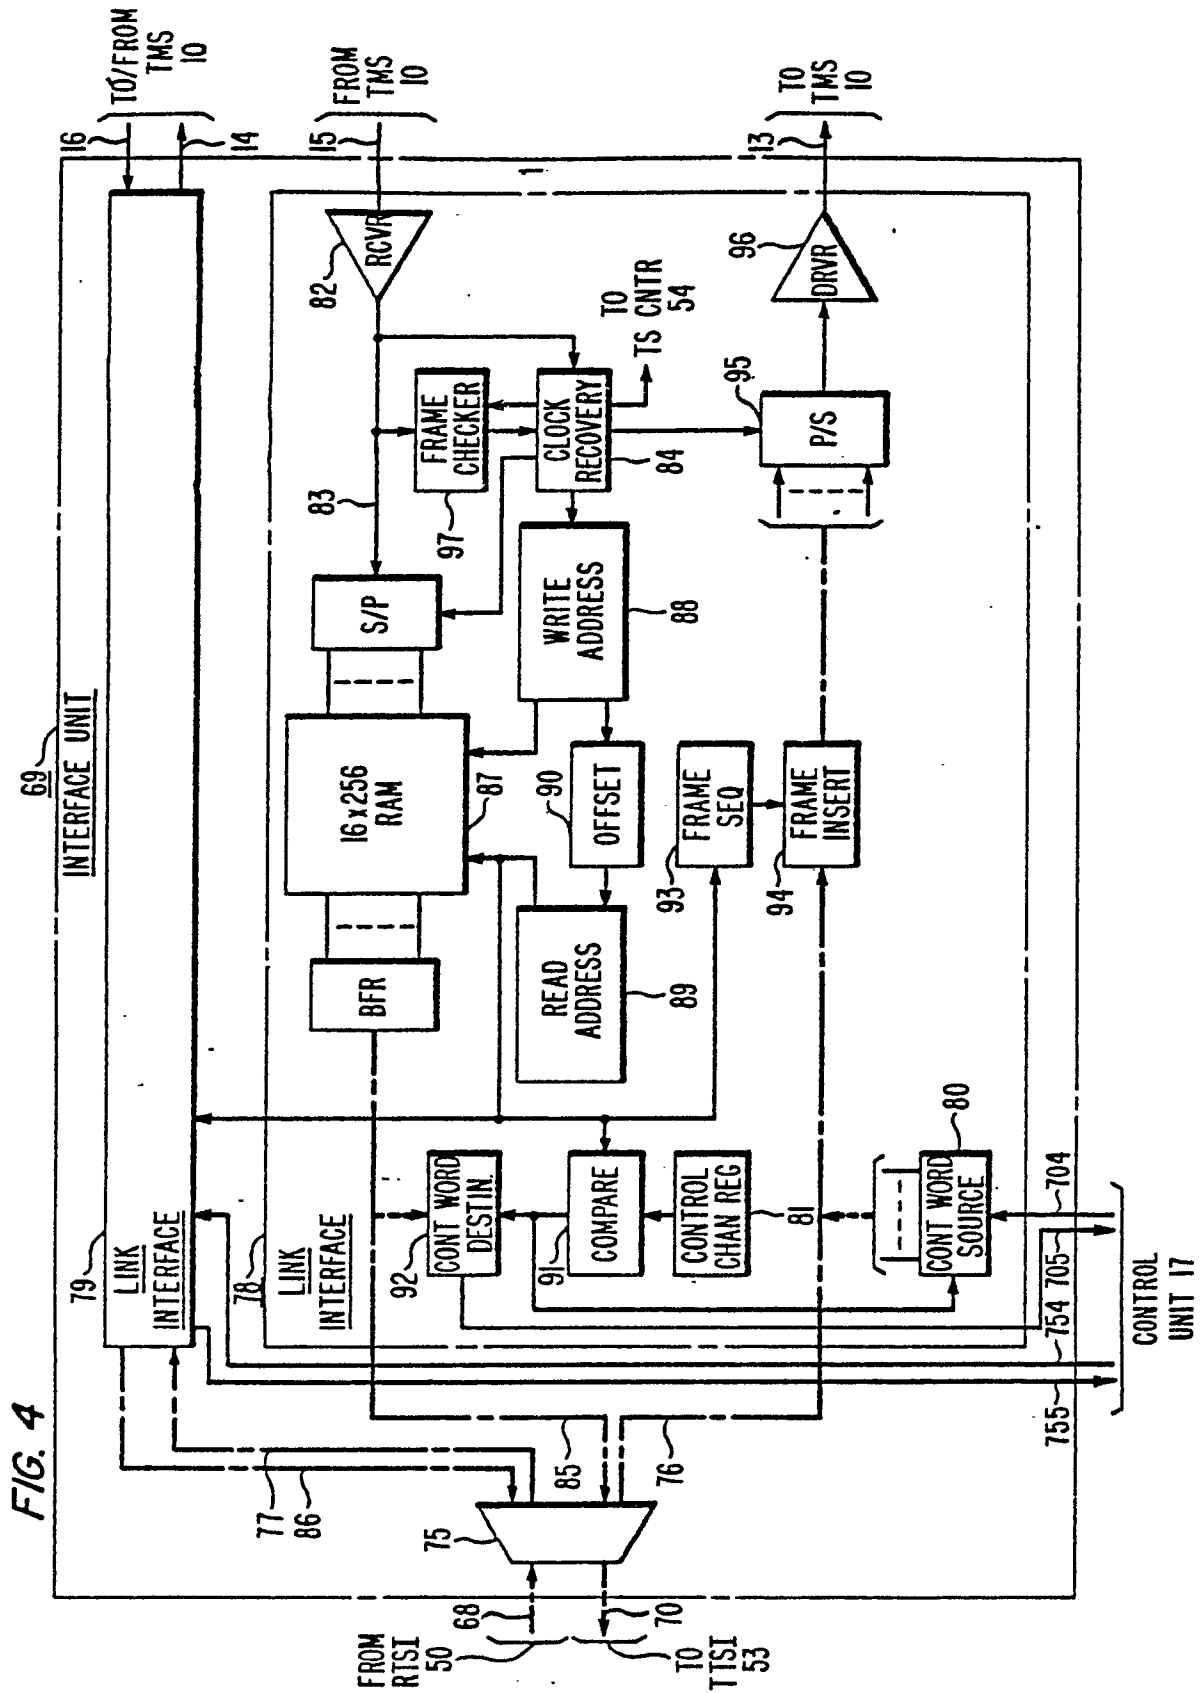 FIG. 4
69
INTERFACE UNIT
79
LINK
INTERFACE
16
14
TO/FROM
TMS
10
78
LINK
INTERFACE
1
77
86
75
68
70
FROM
RTSI
50
TO
TTSI
53
85
76
BFR
16x256
RAM
87
S/P
83
82
RCVR
15
FROM
TMS
10
FRAME
CHECKER
97
CLOCK
RECOVERY
84
TO
TS CNTR
54
WRITE
ADDRESS
88
OFFSET
90
READ
ADDRESS
89
92
CONT WORD
DESTIN.
91
COMPARE
CONTROL
CHAN REG
81
CONT WORD
SOURCE
80
FRAME
SEQ
93
FRAME
INSERT
94
P/S
95
DRVR
96
13
TO
TMS
10
755
754
705
704
CONTROL
UNIT 17